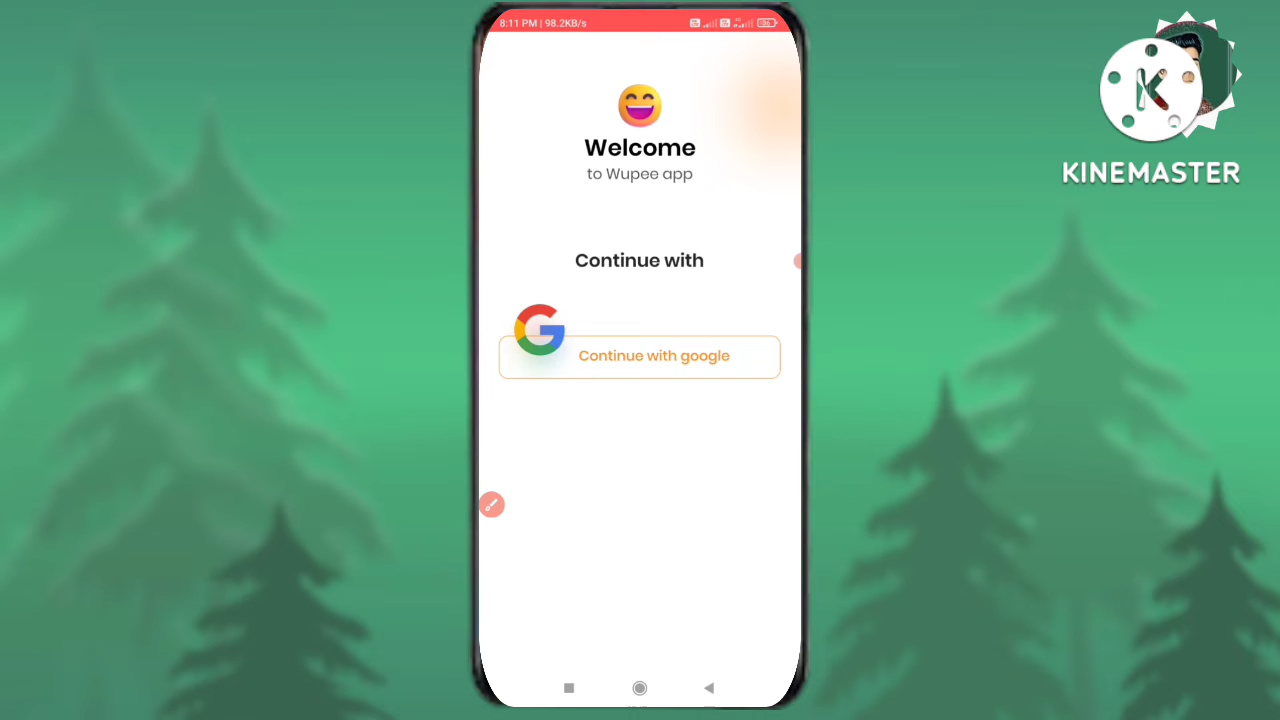 8:11 PM | 98.2KB/s
Welcome
to Wupee app
Continue with
Continue with google
K
KINEMASTER